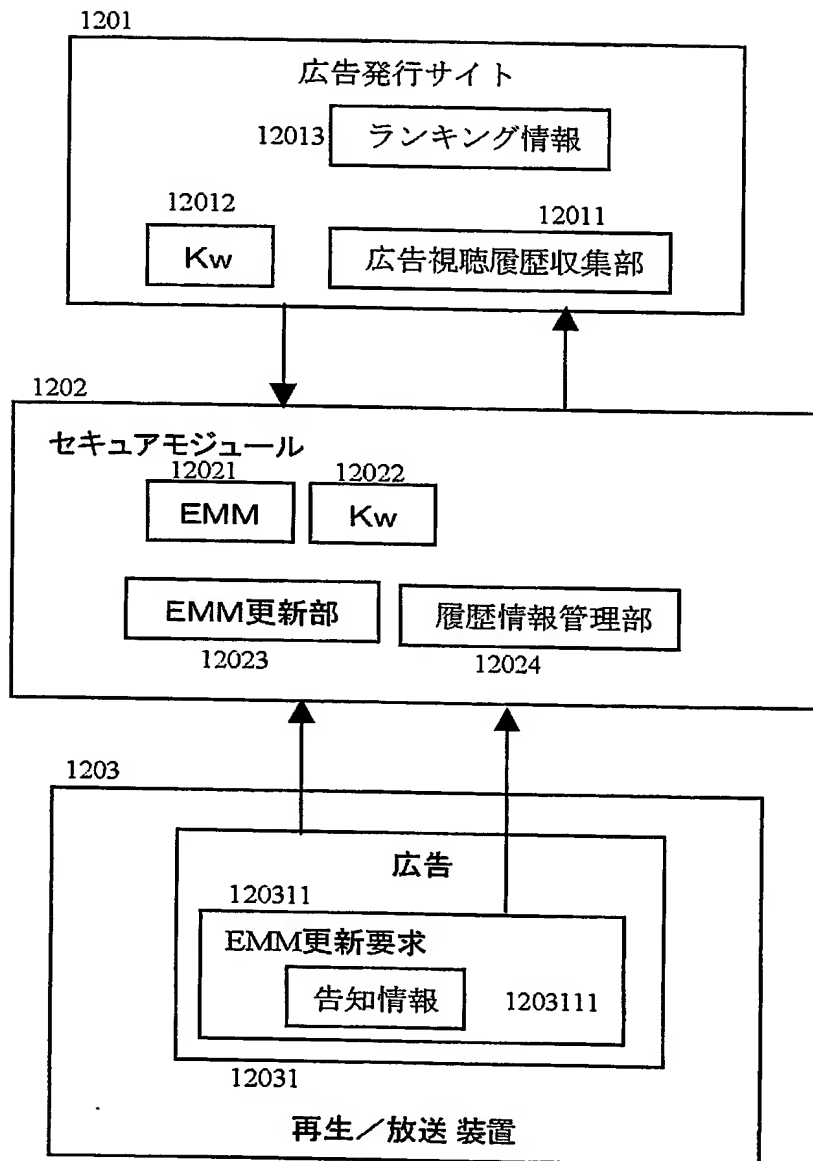 1201
広告発行サイト
12013
ランキング情報
12012
12011
Kw
広告視聴履歴収集部
1202
セキュアモジュール
12021
12022
EMM
Kw
EMM更新部
履歴情報管理部
12023
12024
1203
広告
120311
EMM更新要求
告知情報
1203111
12031
再生／放送 装置